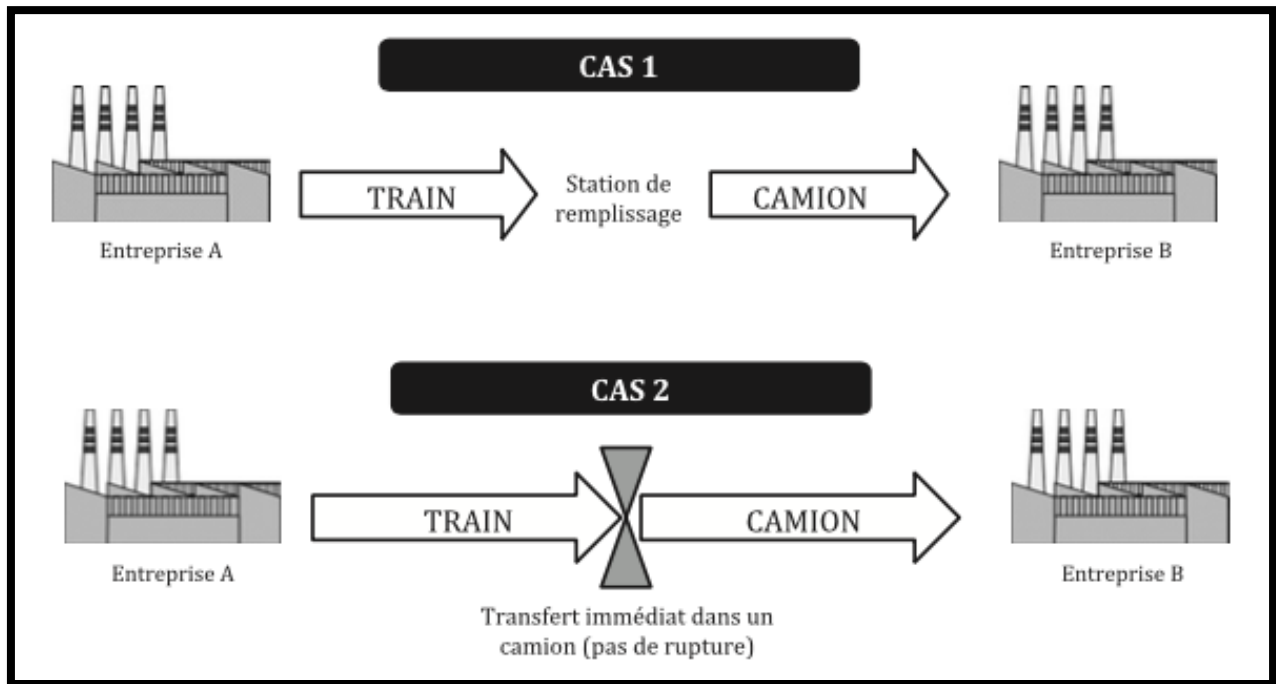 CAS 1
TRAIN
Station de
remplissage
CAMION
Entreprise A
Entreprise B
CAS 2
TRAIN
CAMION
Entreprise A
Entreprise B
Transfert immédiat dans un
camion (pas de rupture)